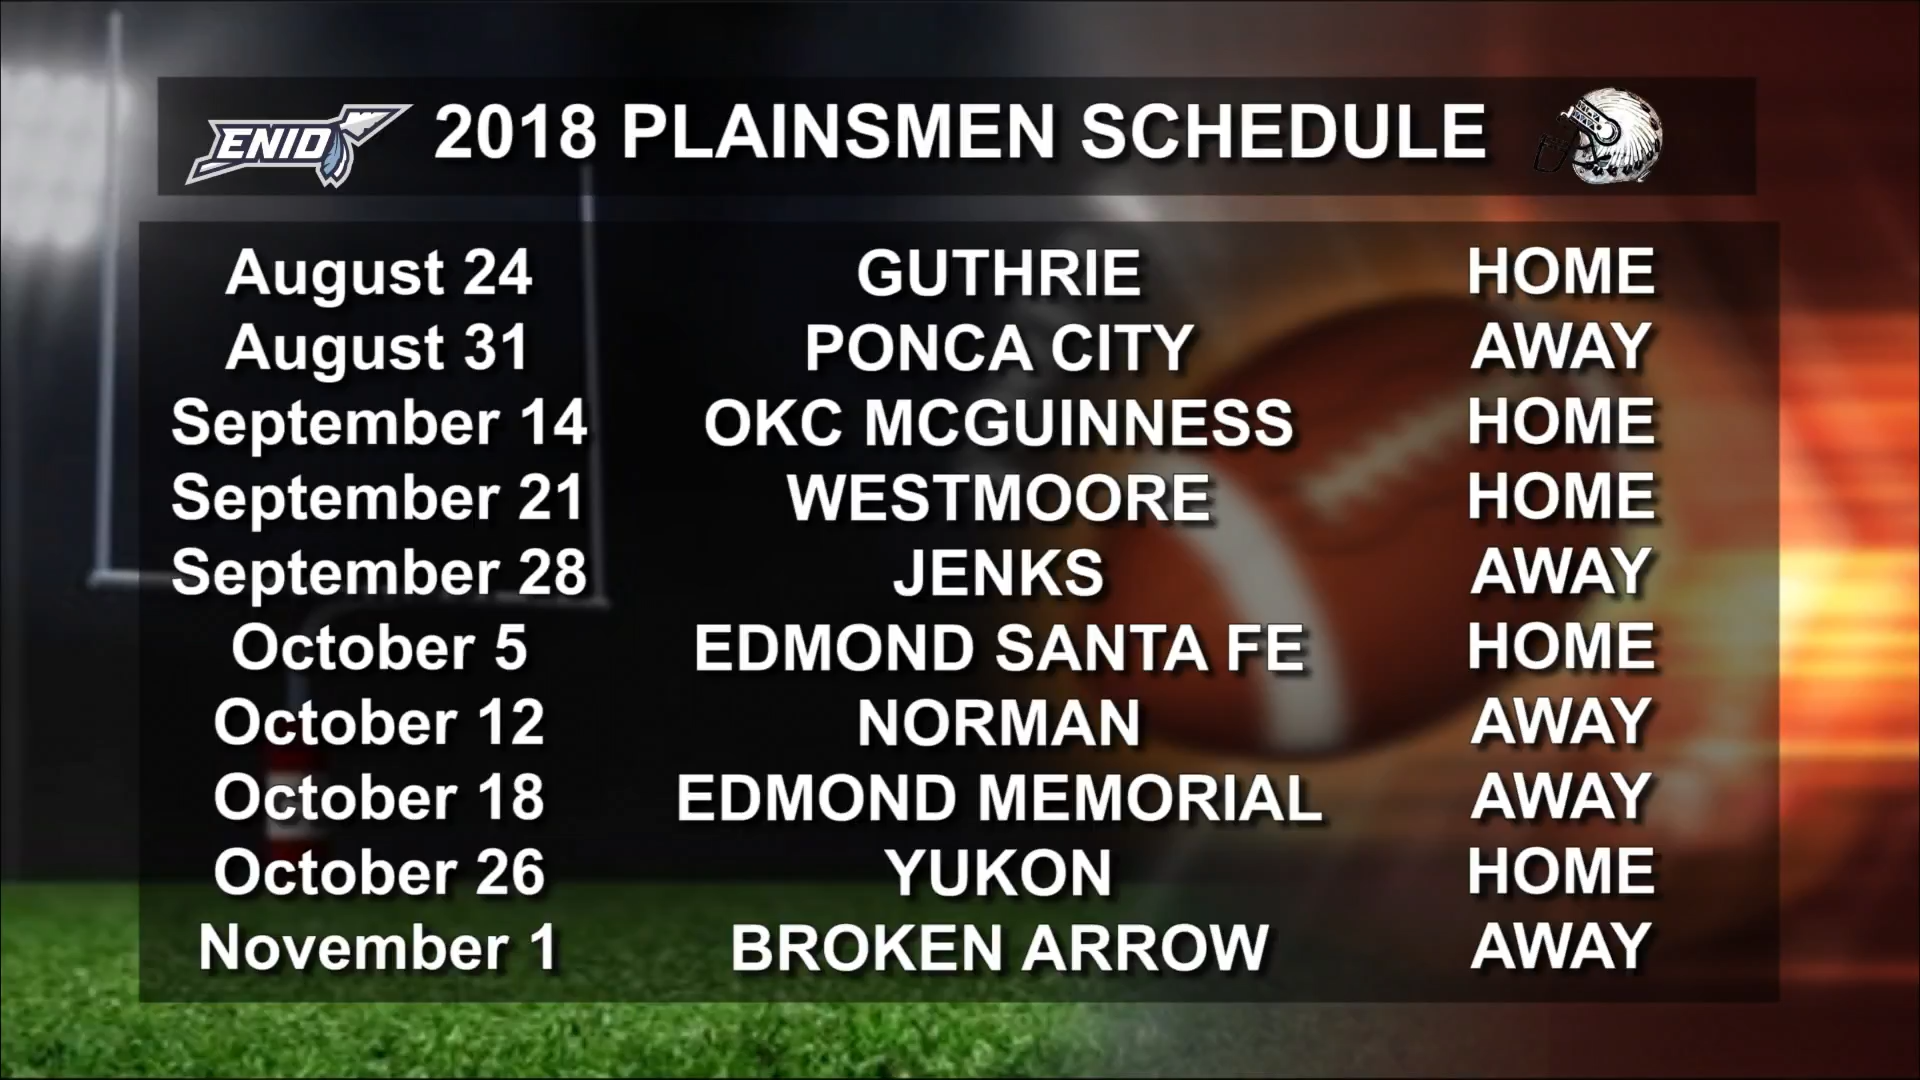 ENID 2018 PLAINSMEN SCHEDULE
August 24 GUTHRIE HOME
August 31 PONCA CITY AWAY
September 14 OKC MCGUINNESS HOME
September 21 WESTMOORE HOME
September 28 JENKS AWAY
October 5 EDMOND SANTA FE HOME
October 12 NORMAN AWAY
October 18 EDMOND MEMORIAL AWAY
October 26 YUKON HOME
November 1 BROKEN ARROW AWAY